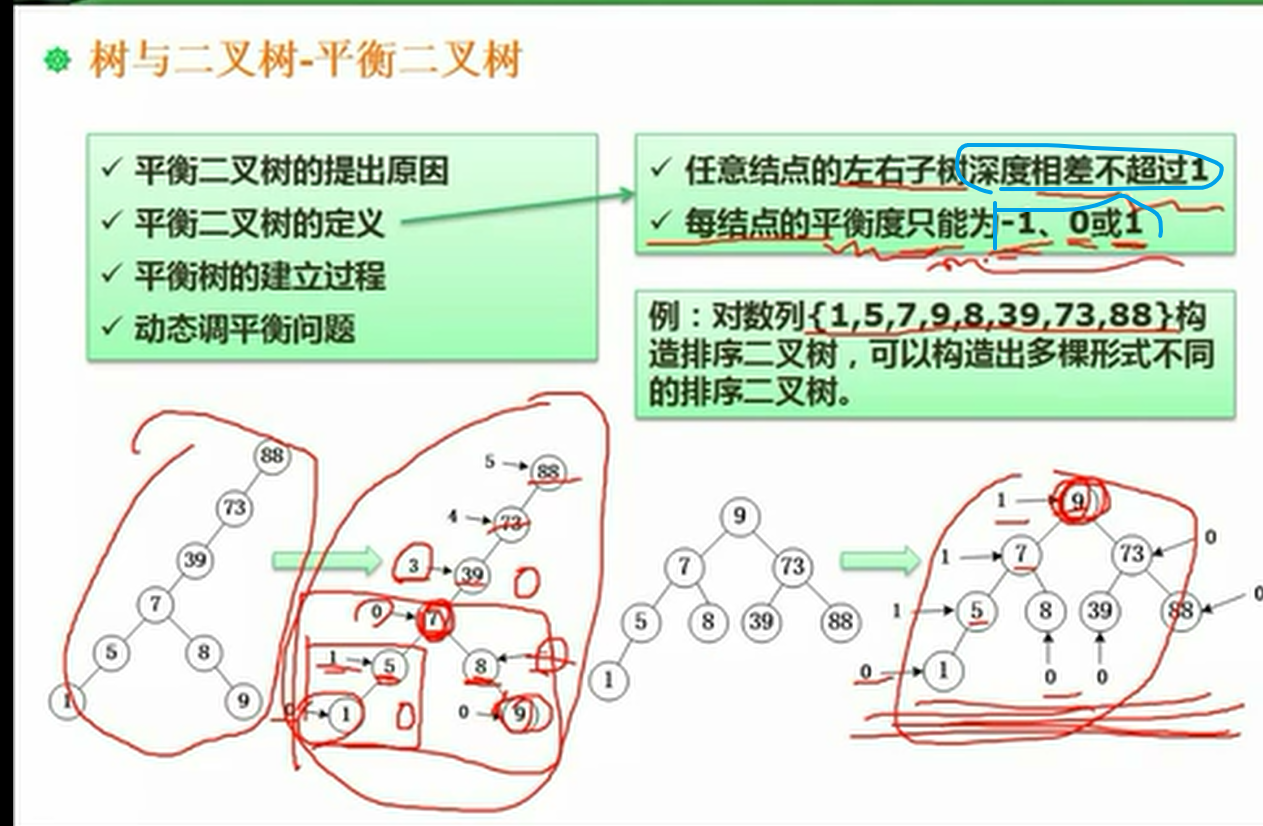 树与二叉树-平衡二叉树
✓ 平衡二叉树的提出原因
✓ 平衡二叉树的定义
✓ 平衡树的建立过程
✓ 动态调平衡问题
✓ 任意结点的左右子树深度相差不超过1
✓ 每结点的平衡度只能为-1、0或1
例：对数列{1,5,7,9,8,39,73,88}构
造排序二叉树，可以构造出多棵形式不同
的排序二叉树。
88
73
39
7
5 8
1 9
5 88
4 73
3 39 0
0 7
1 5 8
0 1 0 0 9
9
7 73
5 8 39 88
1
1 9
1 7 73 0
1 5 8 39 88 0
0 1 0 0